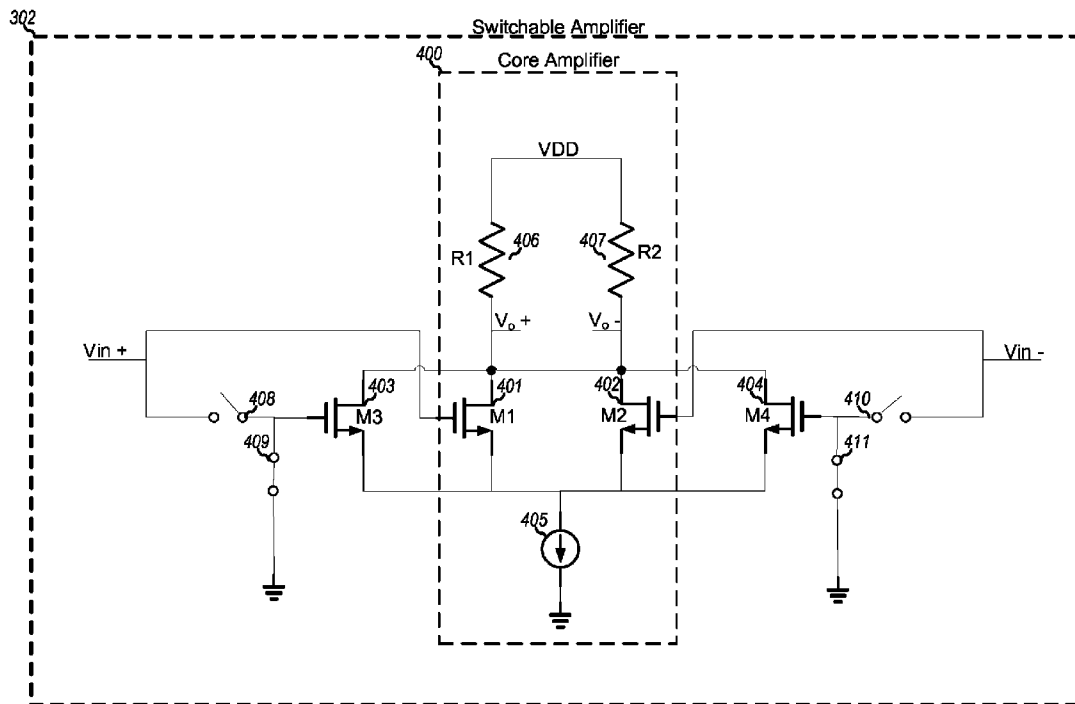 302
Switchable Amplifier
400
Core Amplifier
VDD
R1
406
407
R2
Vo +
Vo -
Vin +
Vin -
408
403
M3
401
M1
402
M2
404
M4
410
409
411
405